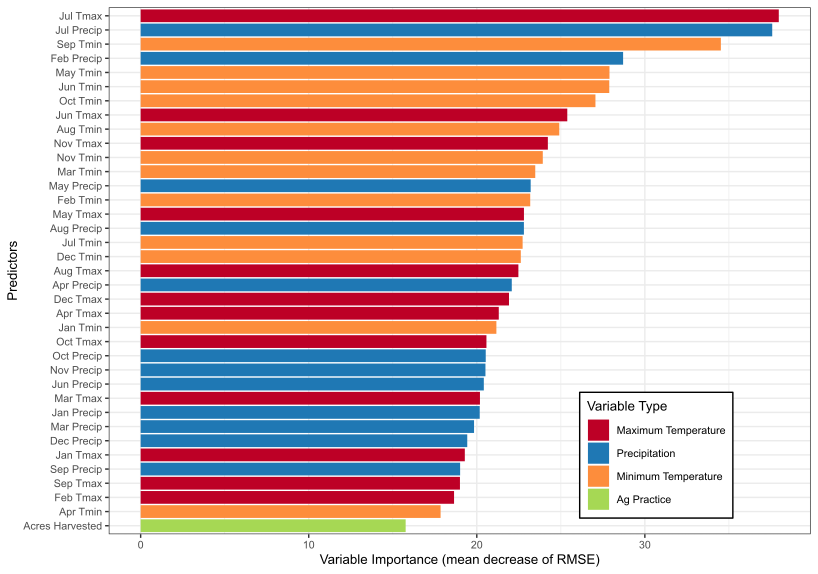 Jul Tmax
Jul Precip
Sep Tmin
Feb Precip
May Tmin
Jun Tmin
Oct Tmin
Jun Tmax
Aug Tmin
Nov Tmax
Nov Tmin
Mar Tmin
May Precip
Feb Tmin
May Tmax
Aug Precip
Jul Tmin
Dec Tmin
Aug Tmax
Apr Precip
Dec Tmax
Apr Tmax
Jan Tmin
Oct Tmax
Oct Precip
Nov Precip
Jun Precip
Mar Tmax
Jan Precip
Mar Precip
Dec Precip
Jan Tmax
Sep Precip
Sep Tmax
Feb Tmax
Apr Tmin
Acres Harvested
Predictors
Variable Type
Maximum Temperature
Precipitation
Minimum Temperature
Ag Practice
0 10 20 30
Variable Importance (mean decrease of RMSE)